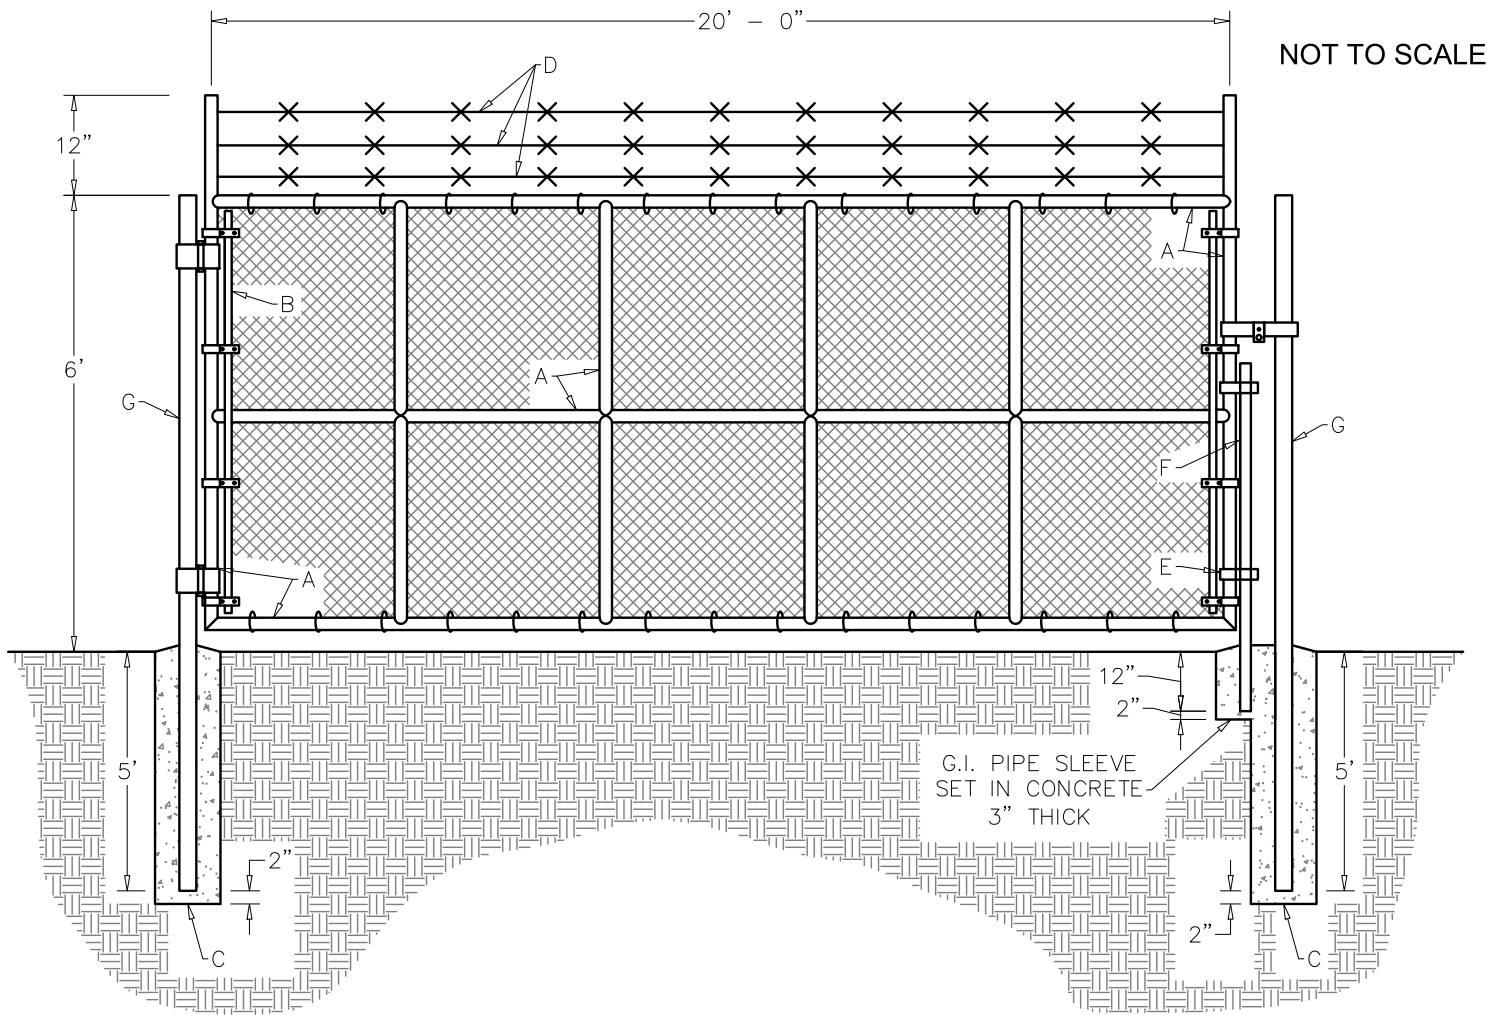 20' - 0"
NOT TO SCALE
D
12"
A
B
6'
A
G
G
F
E
A
12"
2"
5'
G.I. PIPE SLEEVE
SET IN CONCRETE
3" THICK
5'
2"
2"
C
C